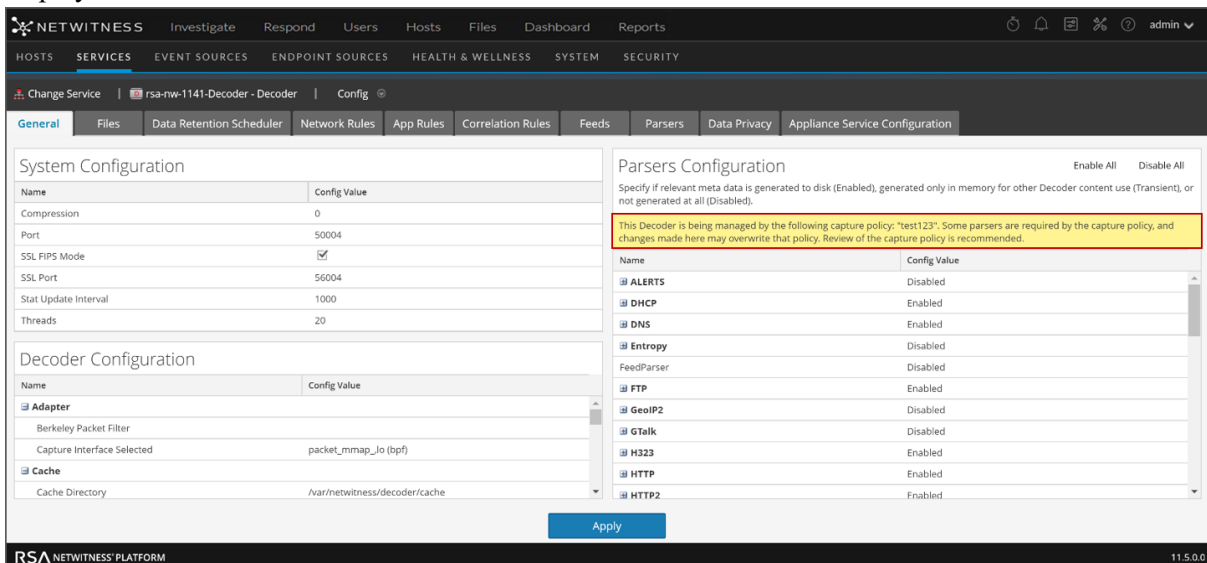 NETWITNESS Investigate Respond Users Hosts Files Dashboard Reports admin
HOSTS SERVICES EVENT SOURCES ENDPOINT SOURCES HEALTH & WELLNESS SYSTEM SECURITY
Change Service | rsa-nw-1141-Decoder - Decoder | Config
General Files Data Retention Scheduler Network Rules App Rules Correlation Rules Feeds Parsers Data Privacy Appliance Service Configuration
System Configuration
Name Config Value
Compression 0
Port 50004
SSL FIPS Mode
SSL Port 56004
Stat Update Interval 1000
Threads 20
Decoder Configuration
Name Config Value
Adapter
Berkeley Packet Filter
Capture Interface Selected packet_mmap_,lo (bpf)
Cache
Cache Directory /var/netwitness/decoder/cache
Parsers Configuration Enable All Disable All
Specify if relevant meta data is generated to disk (Enabled), generated only in memory for other Decoder content use (Transient), or
not generated at all (Disabled).
This Decoder is being managed by the following capture policy: "test123". Some parsers are required by the capture policy, and
changes made here may overwrite that policy. Review of the capture policy is recommended.
Name Config Value
ALERTS Disabled
DHCP Enabled
DNS Enabled
Entropy Disabled
FeedParser Disabled
FTP Enabled
GeoIP2 Disabled
GTalk Disabled
H323 Enabled
HTTP Enabled
HTTP2 Enabled
Apply
RSA NETWITNESS® PLATFORM 11.5.0.0